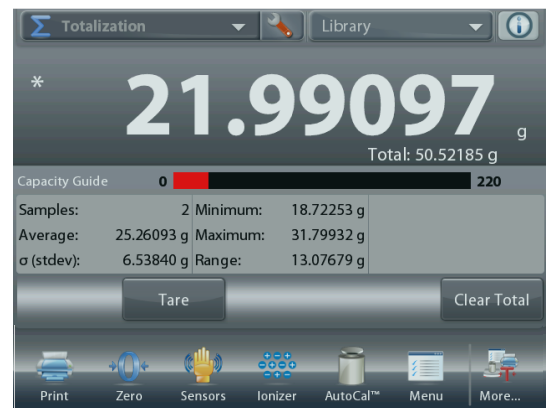 Σ Totalization Library
* 21.99097 g
Total: 50.52185 g
Capacity Guide 0 220
Samples: 2 Minimum: 18.72253 g
Average: 25.26093 g Maximum: 31.79932 g
σ (stdev): 6.53840 g Range: 13.07679 g
Tare Clear Total
Print Zero Sensors Ionizer AutoCal™ Menu More...